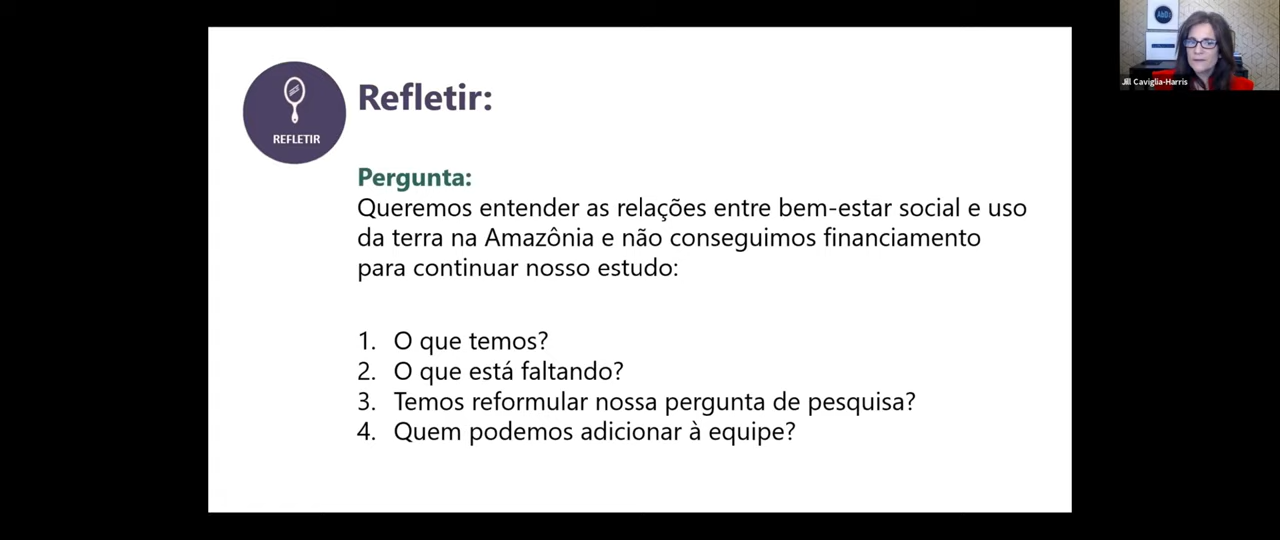 REFLETIR
Refletir:
Pergunta:
Queremos entender as relações entre bem-estar social e uso
da terra na Amazônia e não conseguimos financiamento
para continuar nosso estudo:
1. O que temos?
2. O que está faltando?
3. Temos reformular nossa pergunta de pesquisa?
4. Quem podemos adicionar à equipe?
Jill Caviglia-Harris